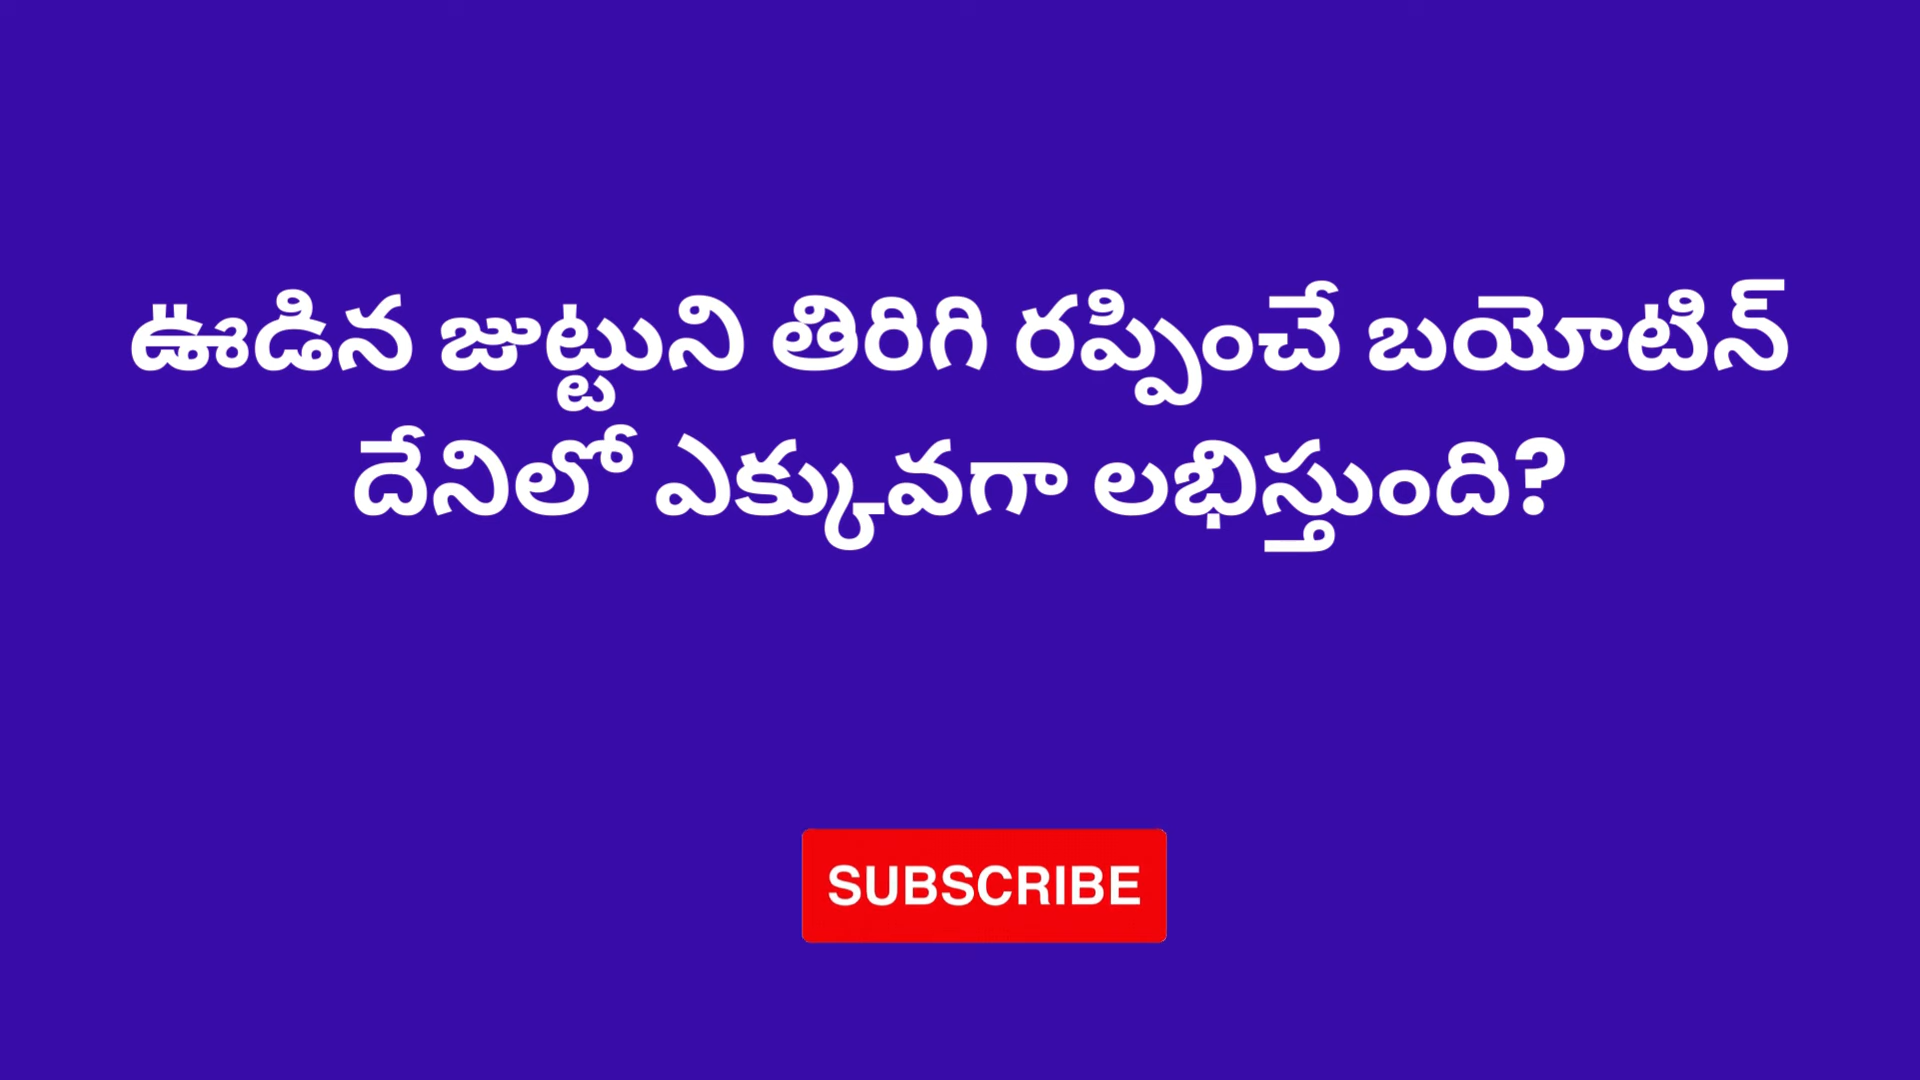 ఊడిన జుట్టుని తిరిగి రప్పించే బయోటిన్
దేనిలో ఎక్కువగా లభిస్తుంది?
SUBSCRIBE